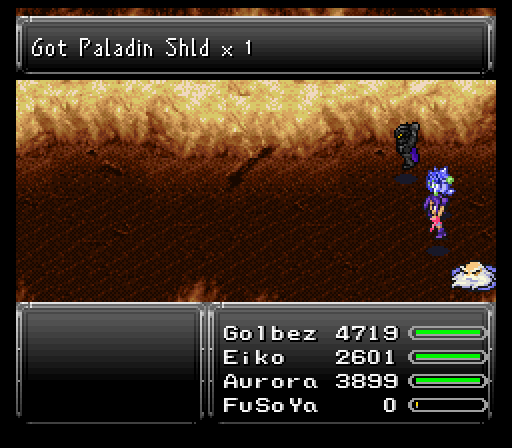 Got Paladin Shld x 1
Golbez 4719
Eiko 2601
Aurora 3899
FuSoYa 0